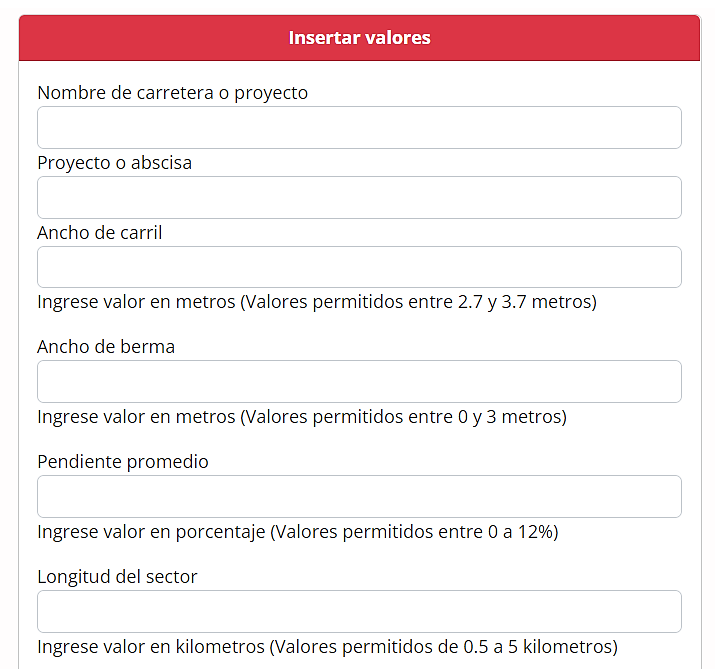 Insertar valores
Nombre de carretera o proyecto
Proyecto o abscisa
Ancho de carril
Ingrese valor en metros (Valores permitidos entre 2.7 y 3.7 metros)
Ancho de berma
Ingrese valor en metros (Valores permitidos entre 0 y 3 metros)
Pendiente promedio
Ingrese valor en porcentaje (Valores permitidos entre 0 a 12%)
Longitud del sector
Ingrese valor en kilometros (Valores permitidos de 0.5 a 5 kilometros)